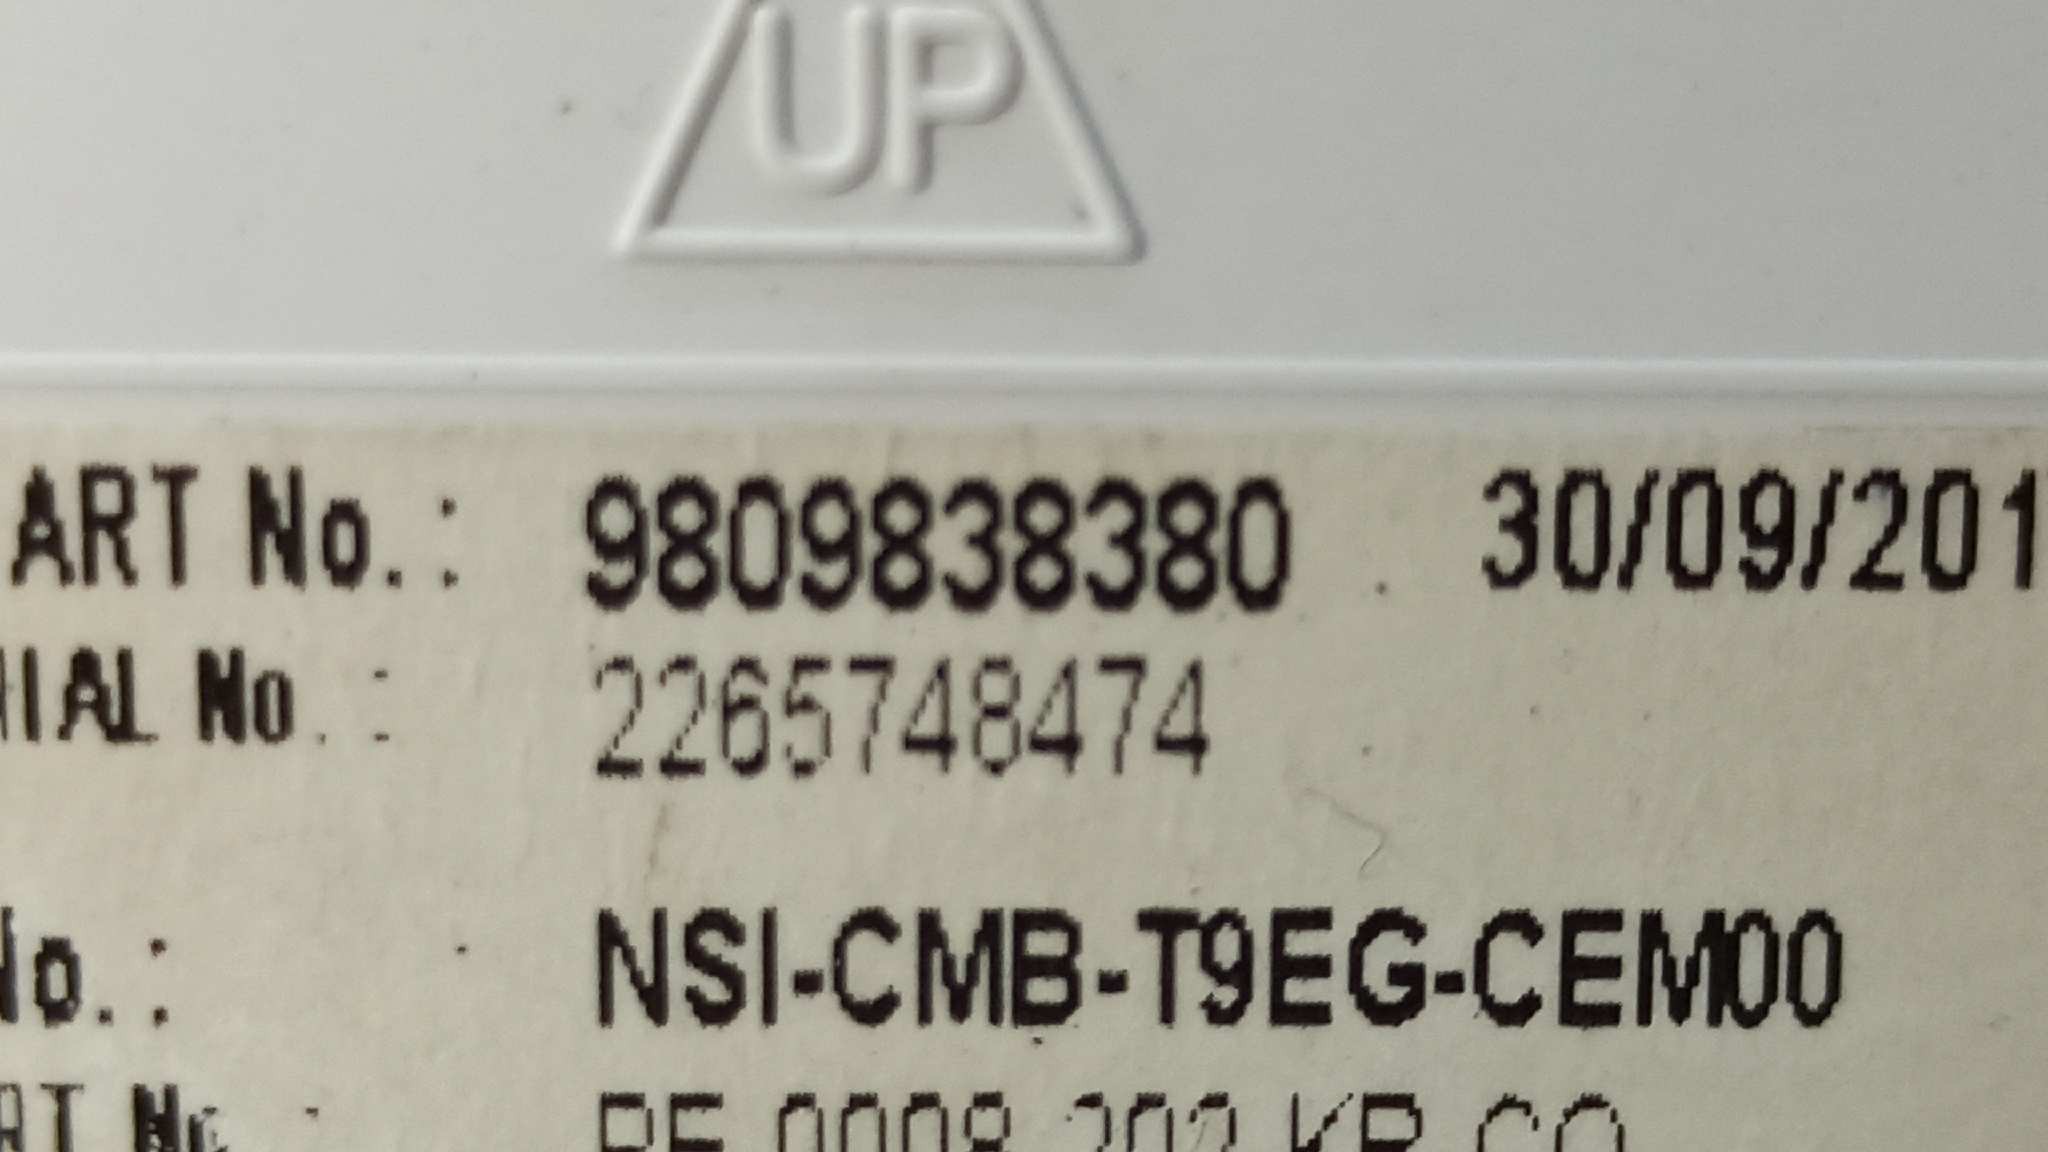 UP
ART No.: 9809838380 30/09/201
IAL No.: 2265748474
No.: NSI-CMB-T9EG-CEM00